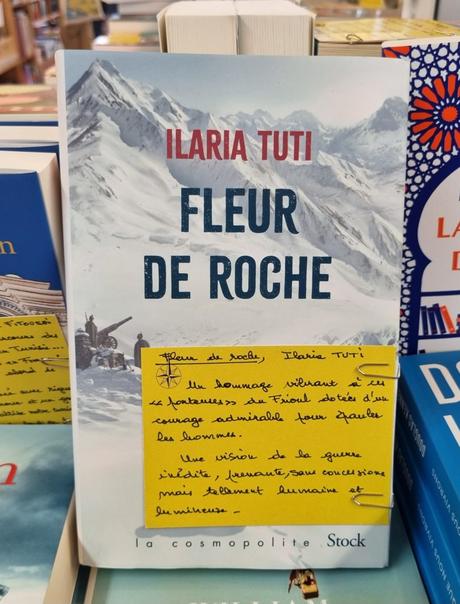 ILARIA TUTI
FLEUR
DE ROCHE
Fleur de roche, Ilaria TUTI
Un hommage vibrant à ces
« porteuses » du Frioul dotées d'un
courage admirable pour épauler
les hommes.
Une vision de la guerre
inédite, prenante, sans concessions
mais tellement humaine et
lumineuse -
la cosmopolite Stock